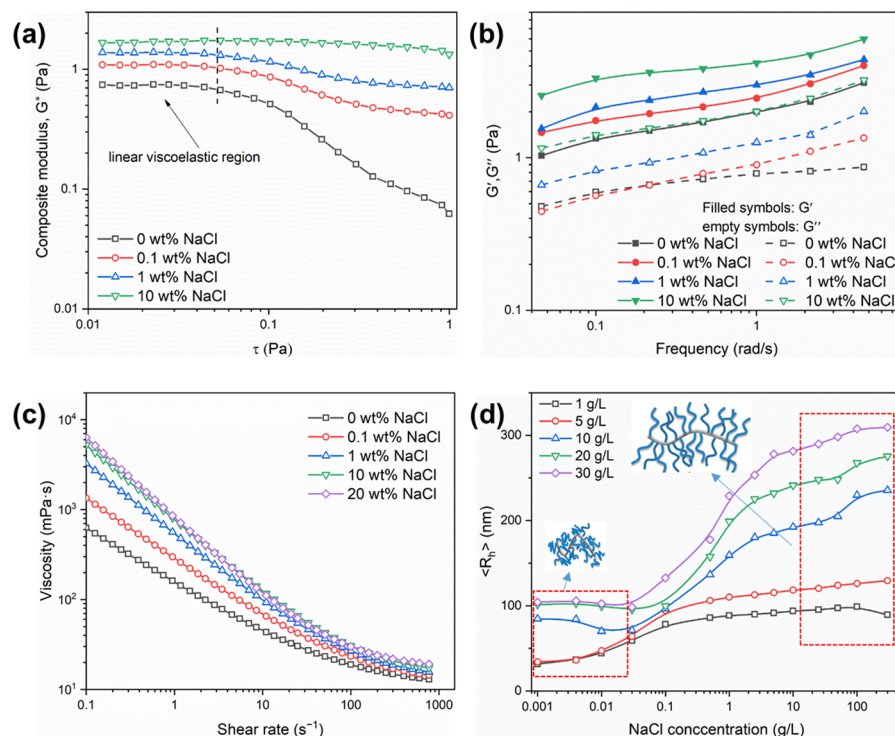 (a)
Composite modulus, G* (Pa)
1
0.1
0.01
linear viscoelastic region
0 wt% NaCl
0.1 wt% NaCl
1 wt% NaCl
10 wt% NaCl
0.01 0.1 1
τ (Pa)
(b)
G′,G′′ (Pa)
1
0.1
Filled symbols: G′
empty symbols: G′′
0 wt% NaCl 0 wt% NaCl
0.1 wt% NaCl 0.1 wt% NaCl
1 wt% NaCl 1 wt% NaCl
10 wt% NaCl 10 wt% NaCl
0.1 1
Frequency (rad/s)
(c)
Viscosity (mPa·s)
10⁵
10⁴
10³
10²
10¹
0 wt% NaCl
0.1 wt% NaCl
1 wt% NaCl
10 wt% NaCl
20 wt% NaCl
0.1 1 10 100 1000
Shear rate (s⁻¹)
(d)
<Rₕ> (nm)
300
200
100
0
1 g/L
5 g/L
10 g/L
20 g/L
30 g/L
0.001 0.01 0.1 1 10 100
NaCl conccentration (g/L)